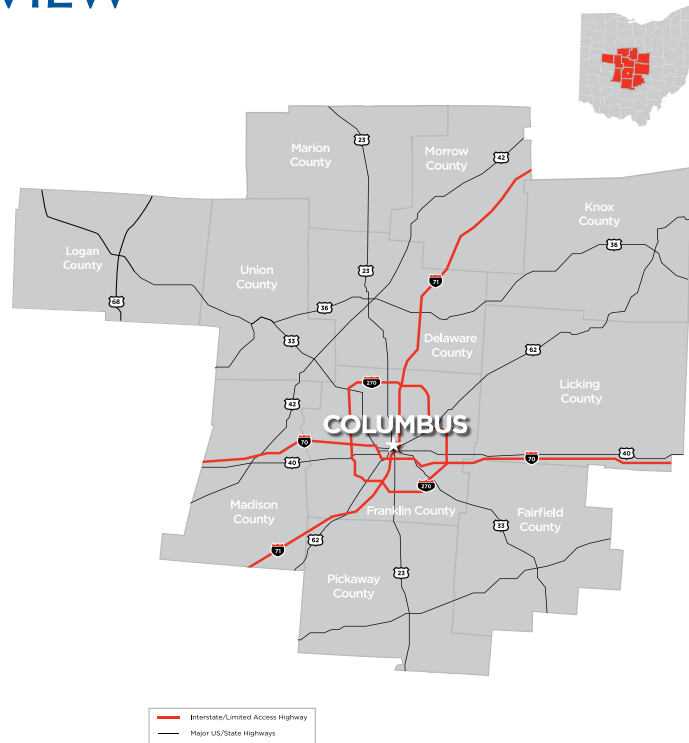 VIEW
23
Marion
County
Morrow
County
42
Knox
County
36
Logan
County
Union
County
23
71
68
36
33
Delaware
County
62
270
Licking
County
42
COLUMBUS
70
40
40
70
270
Madison
County
Franklin County
Fairfield
County
33
62
71
23
Pickaway
County
Interstate/Limited Access Highway
Major US/State Highways